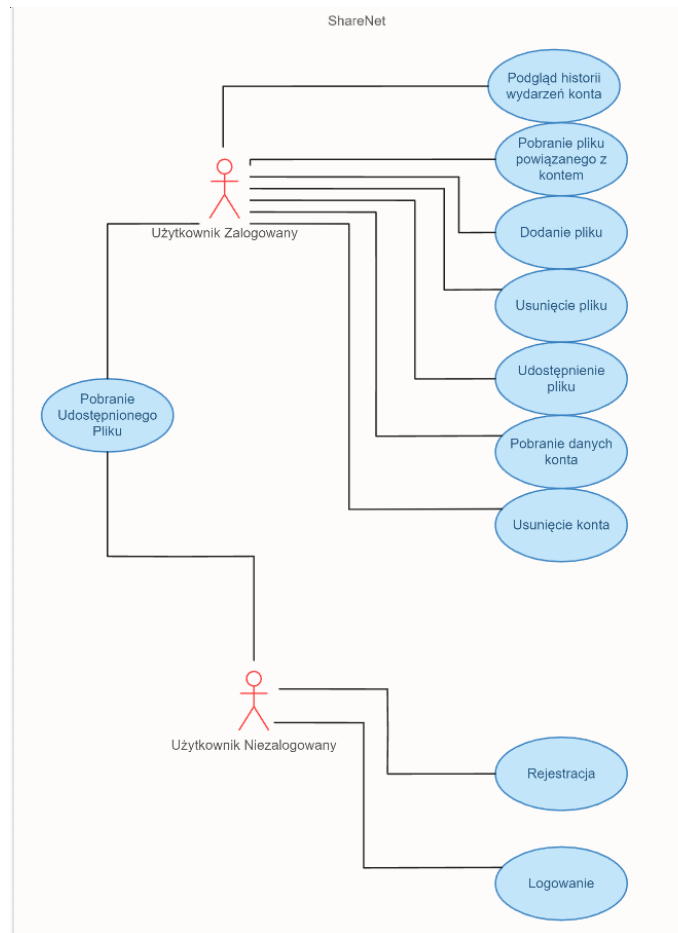 ShareNet
Podgląd historii
wydarzeń konta
Pobranie pliku
powiązanego z
kontem
Użytkownik Zalogowany
Dodanie pliku
Usunięcie pliku
Udostępnienie
pliku
Pobranie
Udostępnionego
Pliku
Pobranie danych
konta
Usunięcie konta
Użytkownik Niezalogowany
Rejestracja
Logowanie